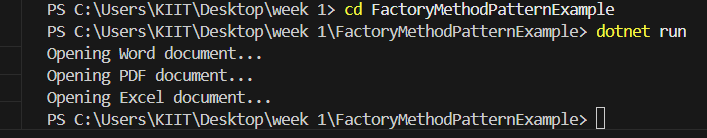 PS C:\Users\KIIT\Desktop\week 1> cd FactoryMethodPatternExample
PS C:\Users\KIIT\Desktop\week 1\FactoryMethodPatternExample> dotnet run
Opening Word document...
Opening PDF document...
Opening Excel document...
PS C:\Users\KIIT\Desktop\week 1\FactoryMethodPatternExample>